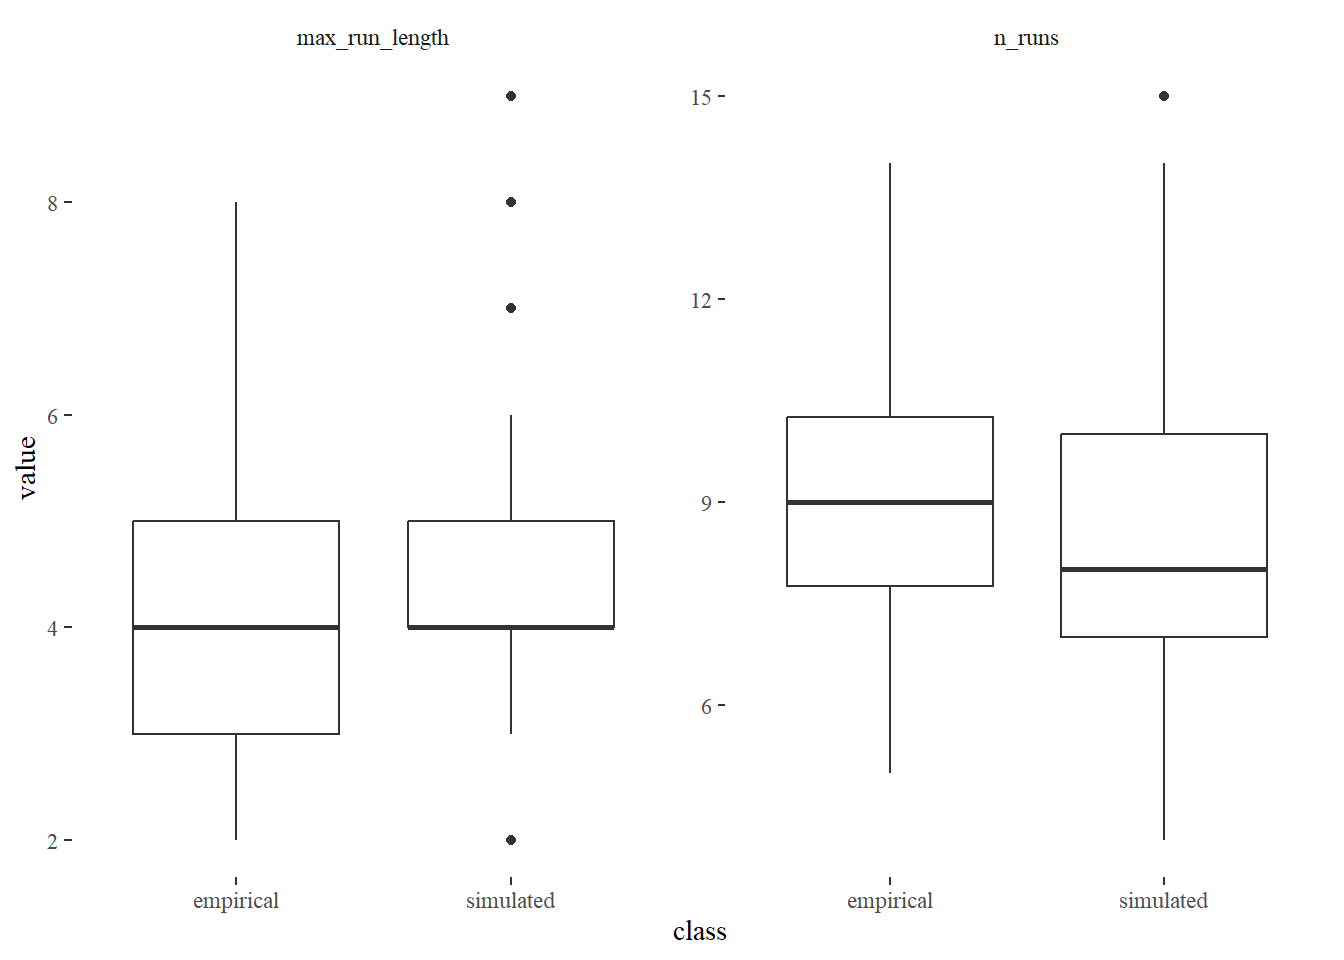 max_run_length
n_runs
8
6
4
2
15
12
9
6
value
empirical
simulated
empirical
simulated
class